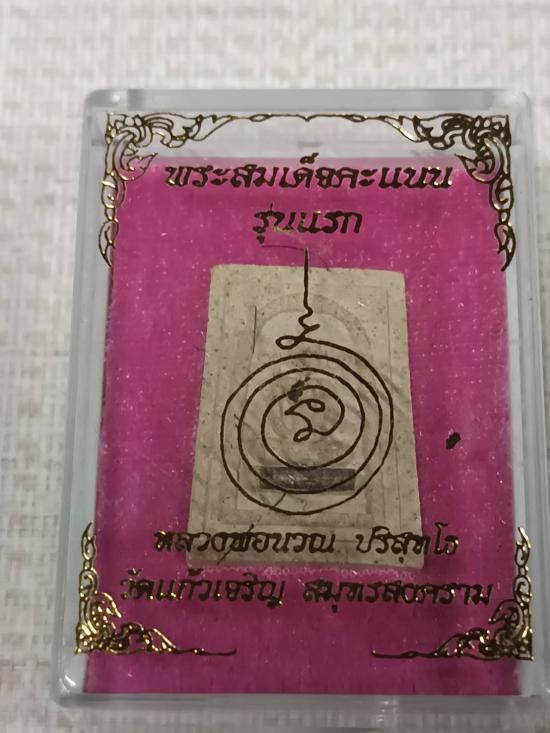 พระสมเด็จคะแนน
รุ่นแรก
หลวงพ่อนวณ ปริสุทโธ
วัดแก้วเจริญ สมุทรสงคราม